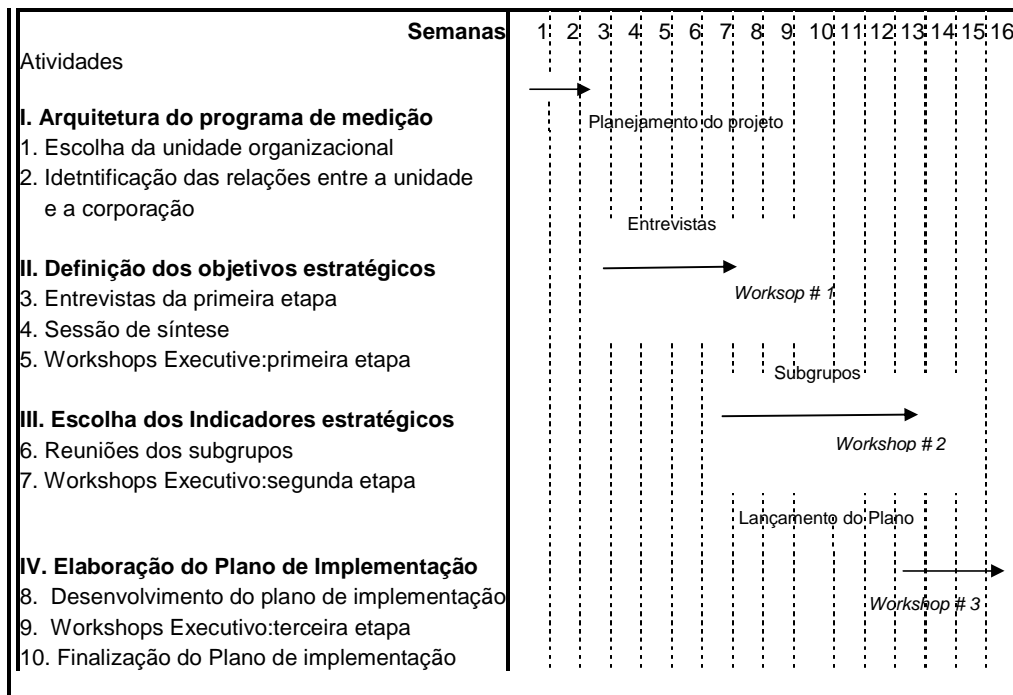 Semanas 1 2 3 4 5 6 7 8 9 10 11 12 13 14 15 16
Atividades
I. Arquitetura do programa de medição
Planejamento do projeto
1. Escolha da unidade organizacional
2. Idetntificação das relações entre a unidade
e a corporação
Entrevistas
II. Definição dos objetivos estratégicos
3. Entrevistas da primeira etapa
Worksop # 1
4. Sessão de síntese
5. Workshops Executive:primeira etapa
Subgrupos
III. Escolha dos Indicadores estratégicos
6. Reuniões dos subgrupos
Workshop # 2
7. Workshops Executivo:segunda etapa
Lançamento do Plano
IV. Elaboração do Plano de Implementação
8. Desenvolvimento do plano de implementação
Workshop # 3
9. Workshops Executivo:terceira etapa
10. Finalização do Plano de implementação